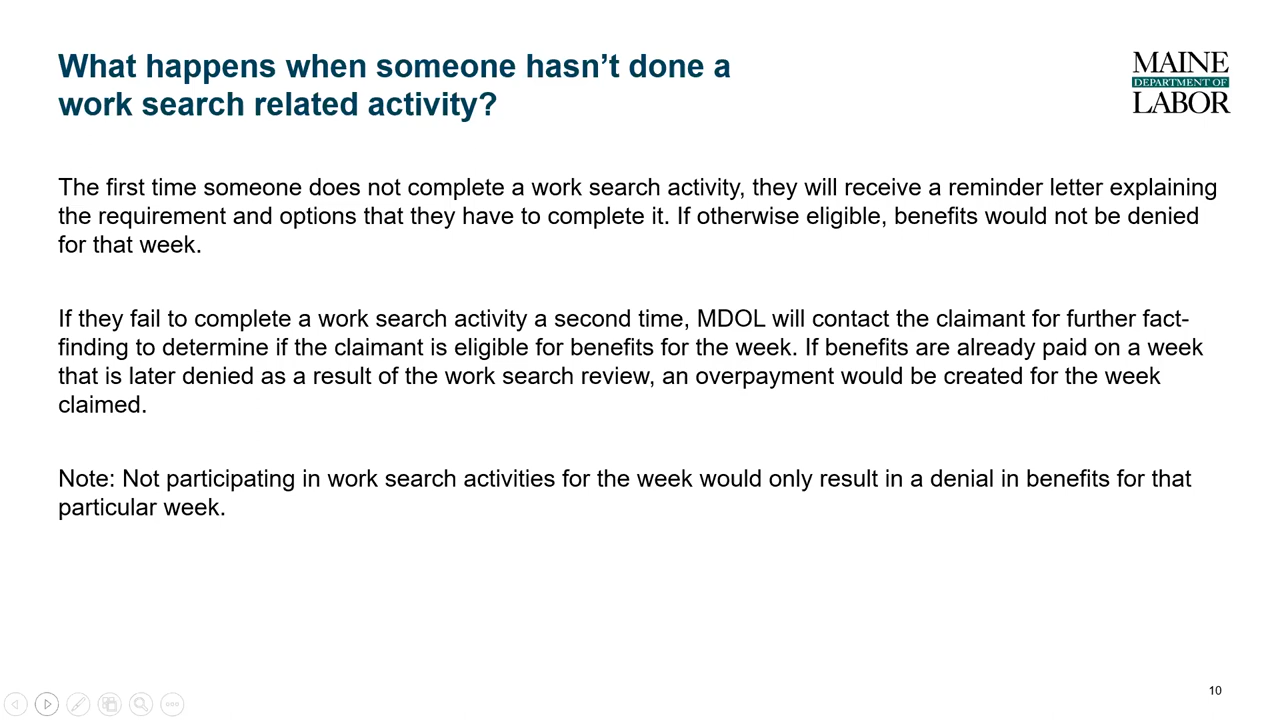 What happens when someone hasn’t done a
work search related activity?
MAINE
DEPARTMENT OF
LABOR
The first time someone does not complete a work search activity, they will receive a reminder letter explaining
the requirement and options that they have to complete it. If otherwise eligible, benefits would not be denied
for that week.
If they fail to complete a work search activity a second time, MDOL will contact the claimant for further fact-
finding to determine if the claimant is eligible for benefits for the week. If benefits are already paid on a week
that is later denied as a result of the work search review, an overpayment would be created for the week
claimed.
Note: Not participating in work search activities for the week would only result in a denial in benefits for that
particular week.
10